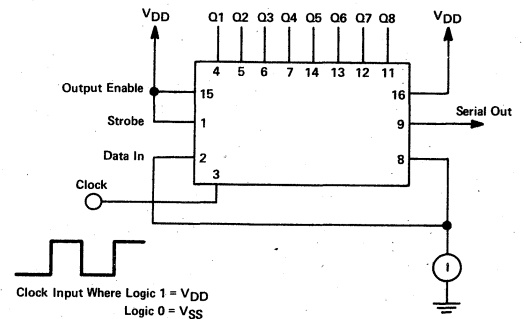 VDD
Q1 Q2 Q3 Q4 Q5 Q6 Q7 Q8
VDD
4 5 6 7 14 13 12 11
Output Enable
15
16
Serial Out
Strobe
1
9
Data In
2
8
3
Clock
I
Clock Input Where Logic 1 = VDD
Logic 0 = VSS